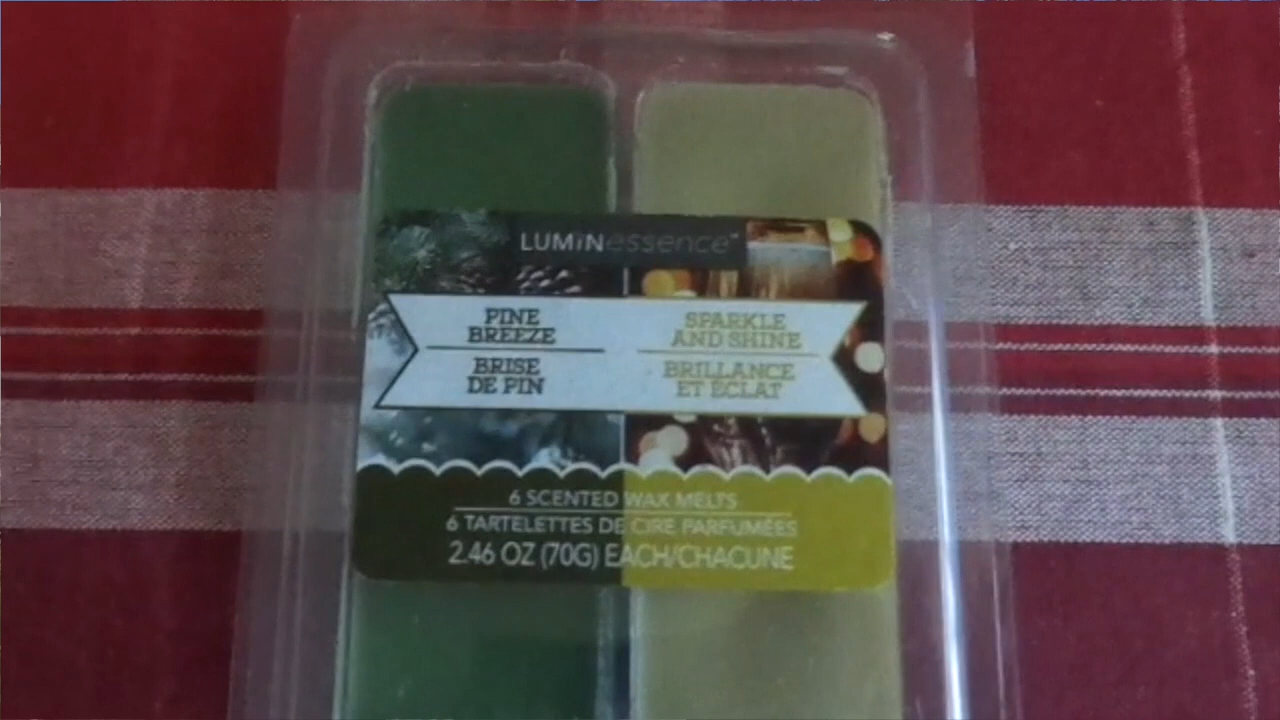 LUMINessence™
PINE
BREEZE
BRISE
DE PIN
SPARKLE
AND SHINE
BRILLANCE
ET ÉCLAT
6 SCENTED WAX MELTS
6 TARTELETTES DE CIRE PARFUMÉES
2.46 OZ (70G) EACH/CHACUNE